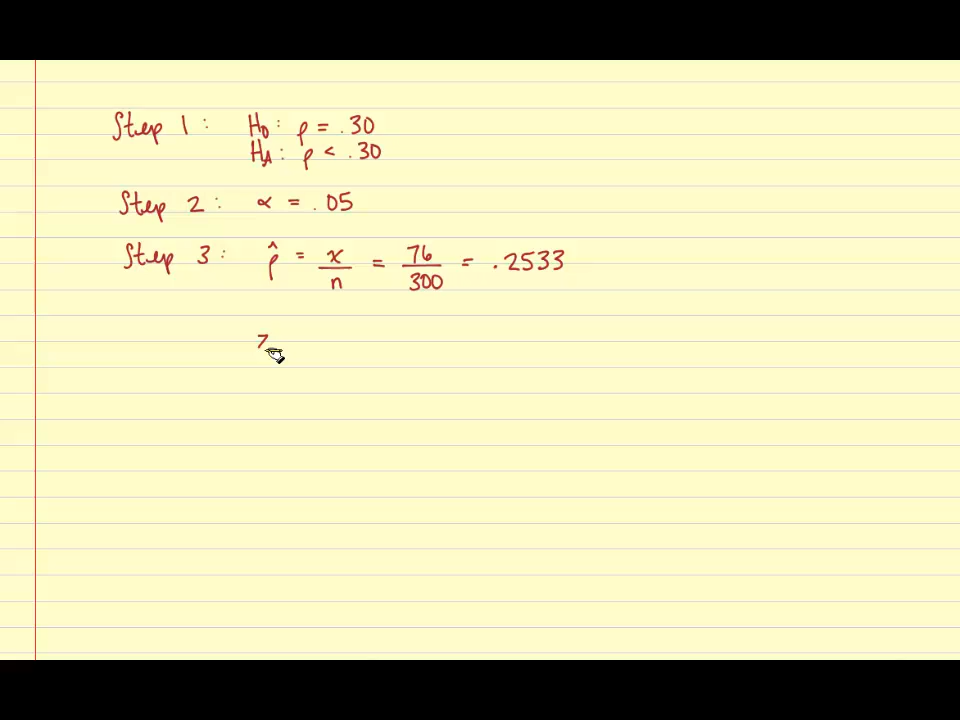 Step 1: H0: p = .30
HA: p < .30
Step 2: α = .05
Step 3: p̂ = x/n = 76/300 = .2533
z